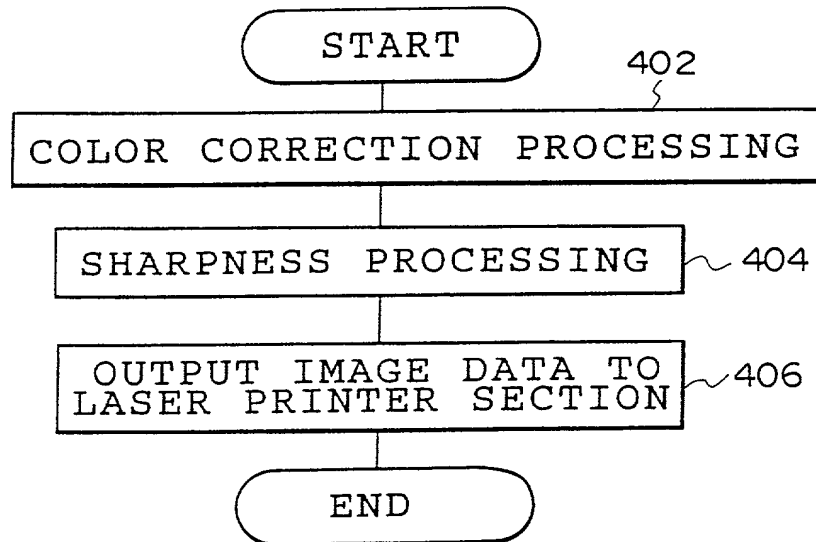 START
402
COLOR CORRECTION PROCESSING
SHARPNESS PROCESSING
404
OUTPUT IMAGE DATA TO
LASER PRINTER SECTION
406
END